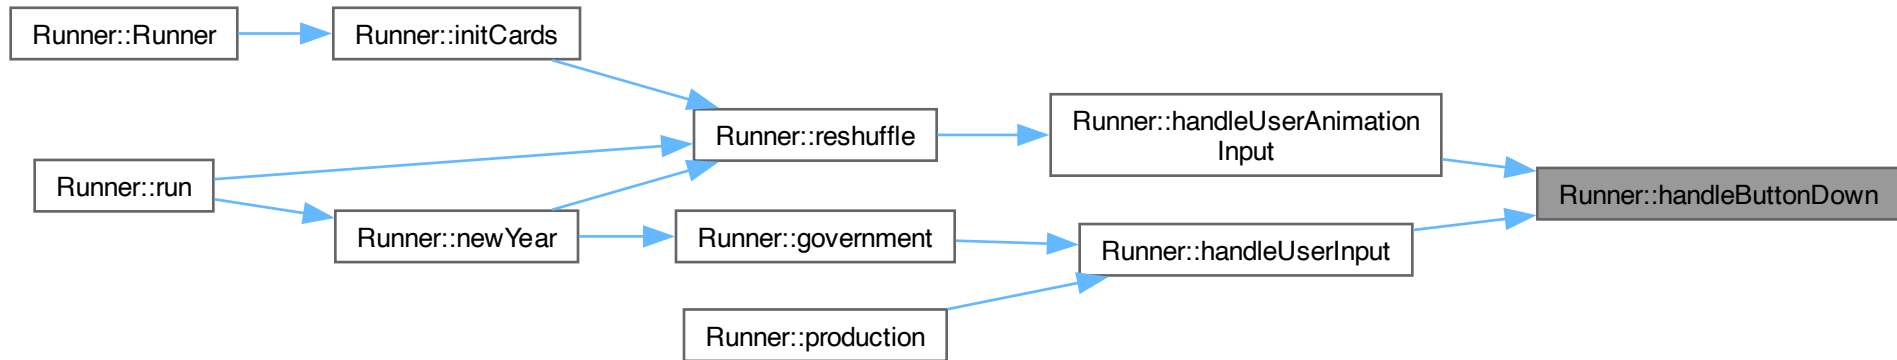 Runner::Runner
Runner::initCards
Runner::reshuffle
Runner::handleUserAnimation
Input
Runner::run
Runner::handleButtonDown
Runner::newYear
Runner::government
Runner::handleUserInput
Runner::production